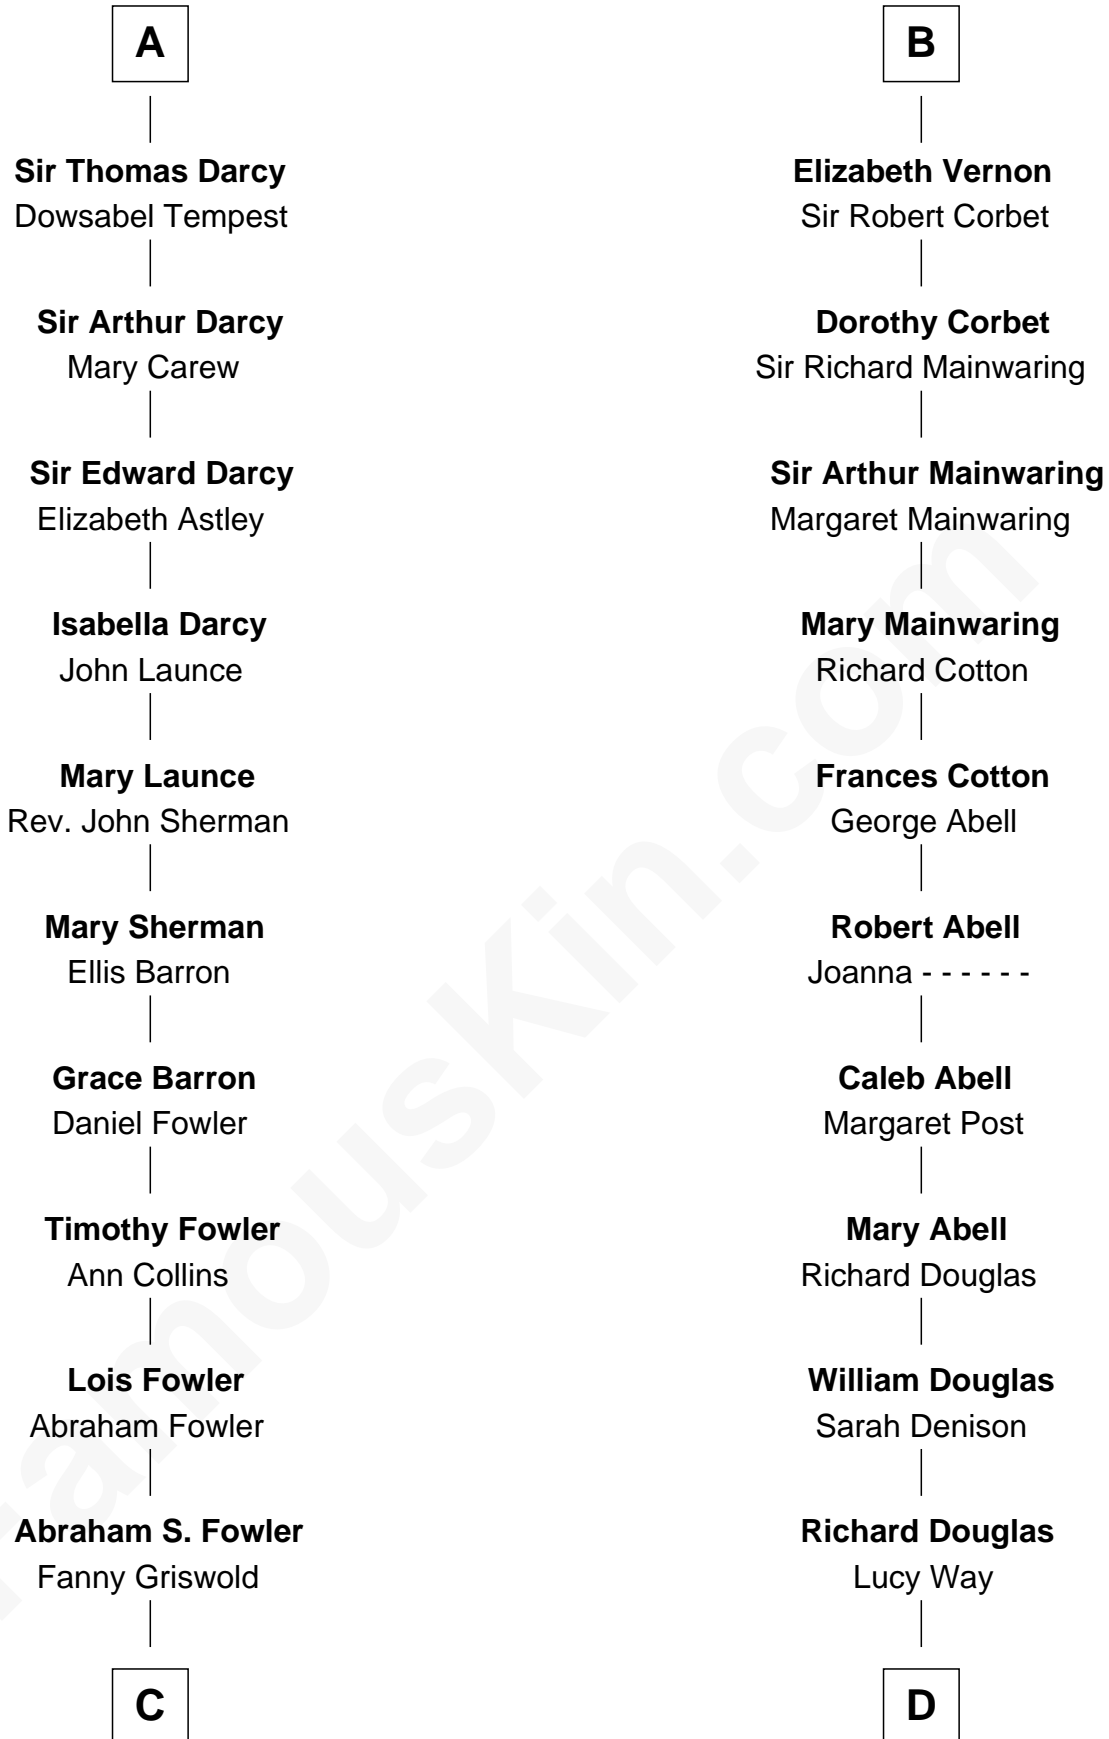 A
Sir Thomas Darcy
Dowsabel Tempest
Sir Arthur Darcy
Mary Carew
Sir Edward Darcy
Elizabeth Astley
Isabella Darcy
John Launce
Mary Launce
Rev. John Sherman
Mary Sherman
Ellis Barron
Grace Barron
Daniel Fowler
Timothy Fowler
Ann Collins
Lois Fowler
Abraham Fowler
Abraham S. Fowler
Fanny Griswold
C
B
Elizabeth Vernon
Sir Robert Corbet
Dorothy Corbet
Sir Richard Mainwaring
Sir Arthur Mainwaring
Margaret Mainwaring
Mary Mainwaring
Richard Cotton
Frances Cotton
George Abell
Robert Abell
Joanna - - - - - -
Caleb Abell
Margaret Post
Mary Abell
Richard Douglas
William Douglas
Sarah Denison
Richard Douglas
Lucy Way
D
FamousKin.com